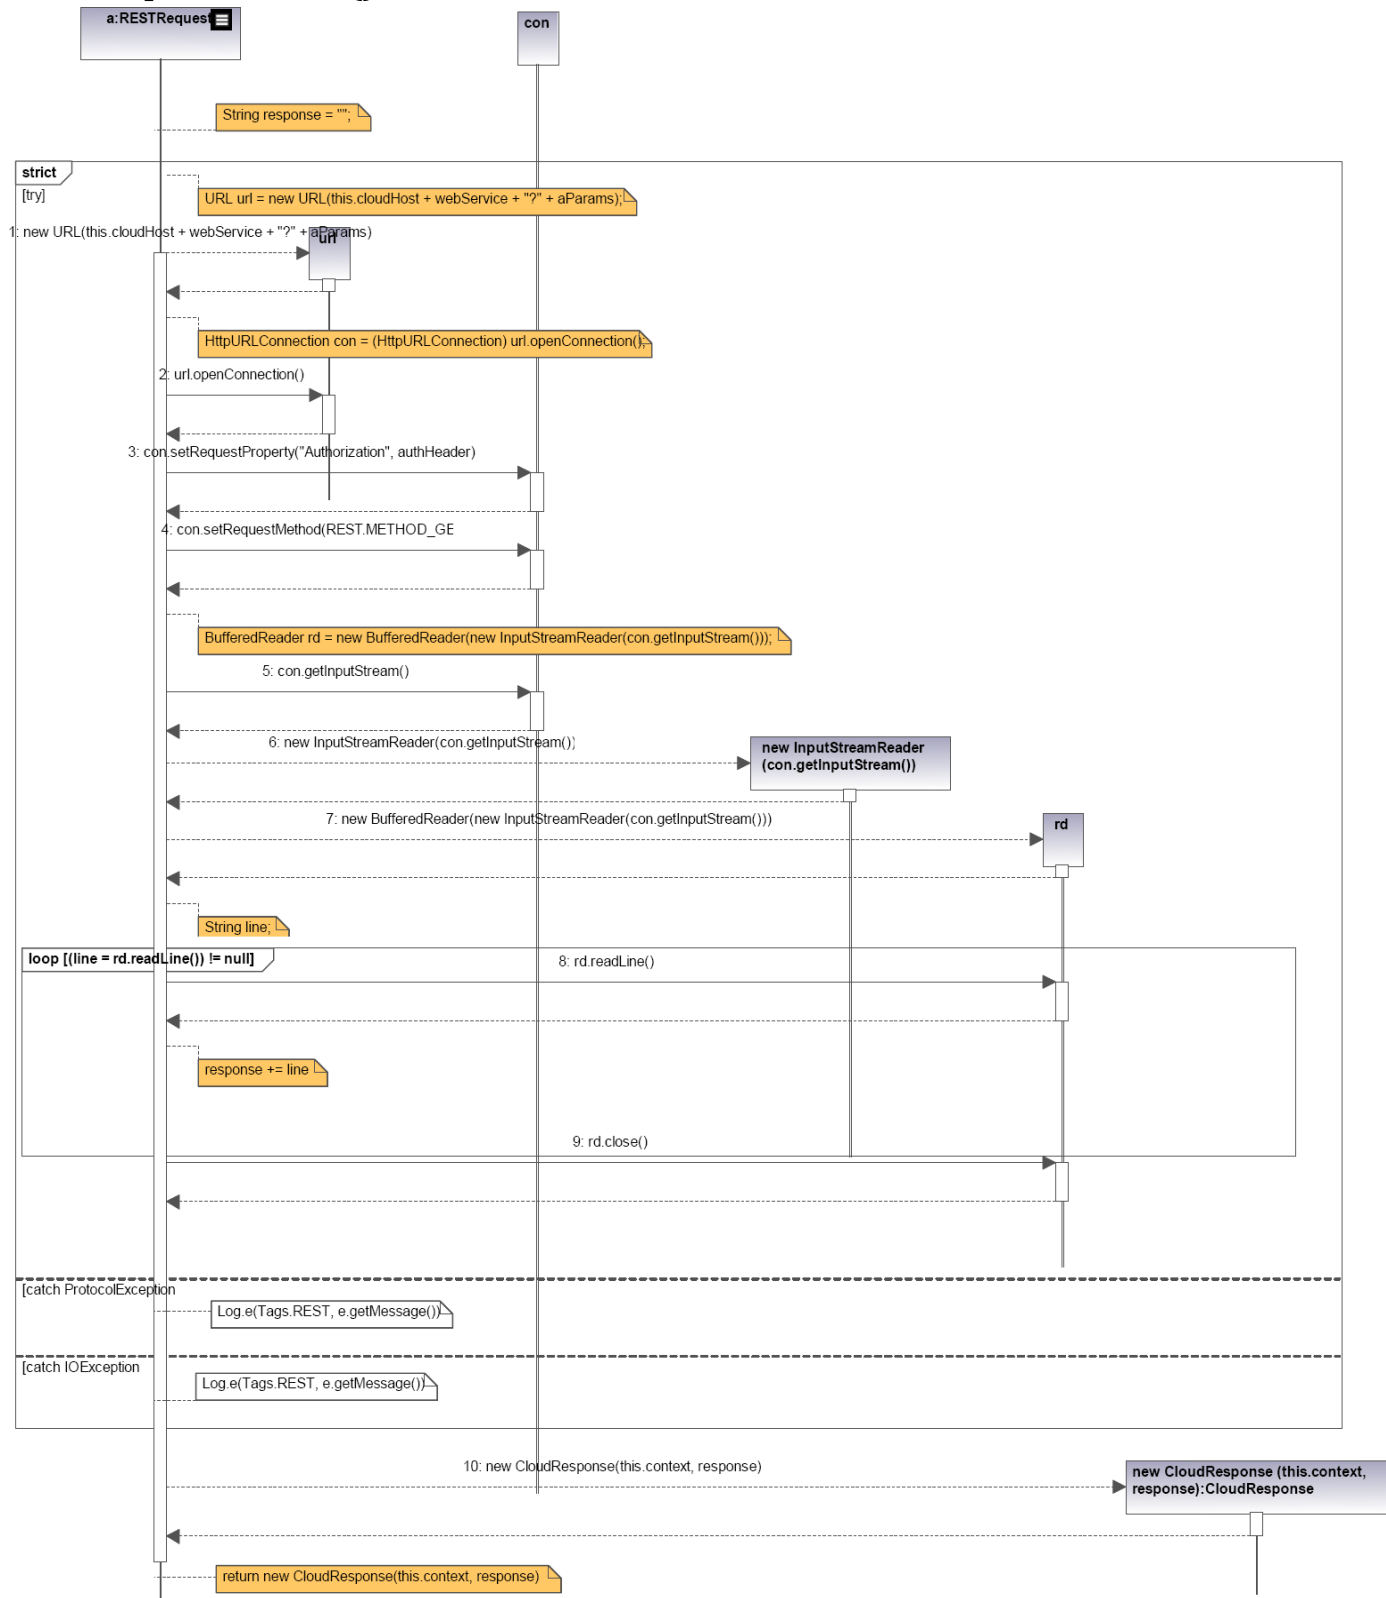 a:RESTRequest
con
String response = "";
strict
[try]
URL url = new URL(this.cloudHost + webService + "?" + aParams);
1: new URL(this.cloudHost + webService + "?" + aParams)
url
HttpURLConnection con = (HttpURLConnection) url.openConnection();
2: url.openConnection()
3: con.setRequestProperty("Authorization", authHeader)
4: con.setRequestMethod(REST.METHOD_GE
BufferedReader rd = new BufferedReader(new InputStreamReader(con.getInputStream()));
5: con.getInputStream()
6: new InputStreamReader(con.getInputStream())
new InputStreamReader
(con.getInputStream())
7: new BufferedReader(new InputStreamReader(con.getInputStream()))
rd
String line;
loop [(line = rd.readLine()) != null]
8: rd.readLine()
response += line
9: rd.close()
[catch ProtocolException
Log.e(Tags.REST, e.getMessage())
[catch IOException
Log.e(Tags.REST, e.getMessage())
10: new CloudResponse(this.context, response)
new CloudResponse (this.context,
response):CloudResponse
return new CloudResponse(this.context, response)